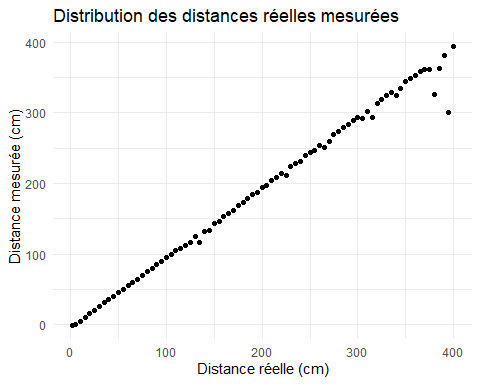 Distribution des distances réelles mesurées
Distance mesurée (cm)
400
300
200
100
0
0 100 200 300 400
Distance réelle (cm)